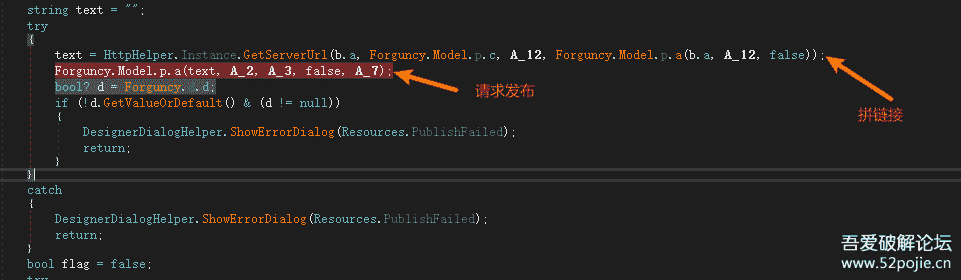 string text = "";
try
{
text = HttpHelper.Instance.GetServerUrl(b.a, Forguncy.Model.p.c, A_12, Forguncy.Model.p.a(b.a, A_12, false));
Forguncy.Model.p.a(text, A_2, A_3, false, A_7);
请求发布
bool? d = Forguncy. .d;
if (!d.GetValueOrDefault() & (d != null))
拼链接
{
DesignerDialogHelper.ShowErrorDialog(Resources.PublishFailed);
return;
}
}
catch
{
DesignerDialogHelper.ShowErrorDialog(Resources.PublishFailed);
return;
}
bool flag = false;
try
吾爱破解论坛
www.52pojie.cn